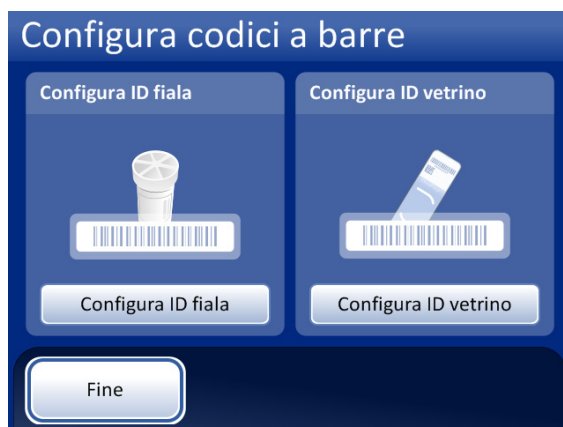 Configura codici a barre
Configura ID fiala
Configura ID vetrino
Configura ID fiala
Configura ID vetrino
Fine